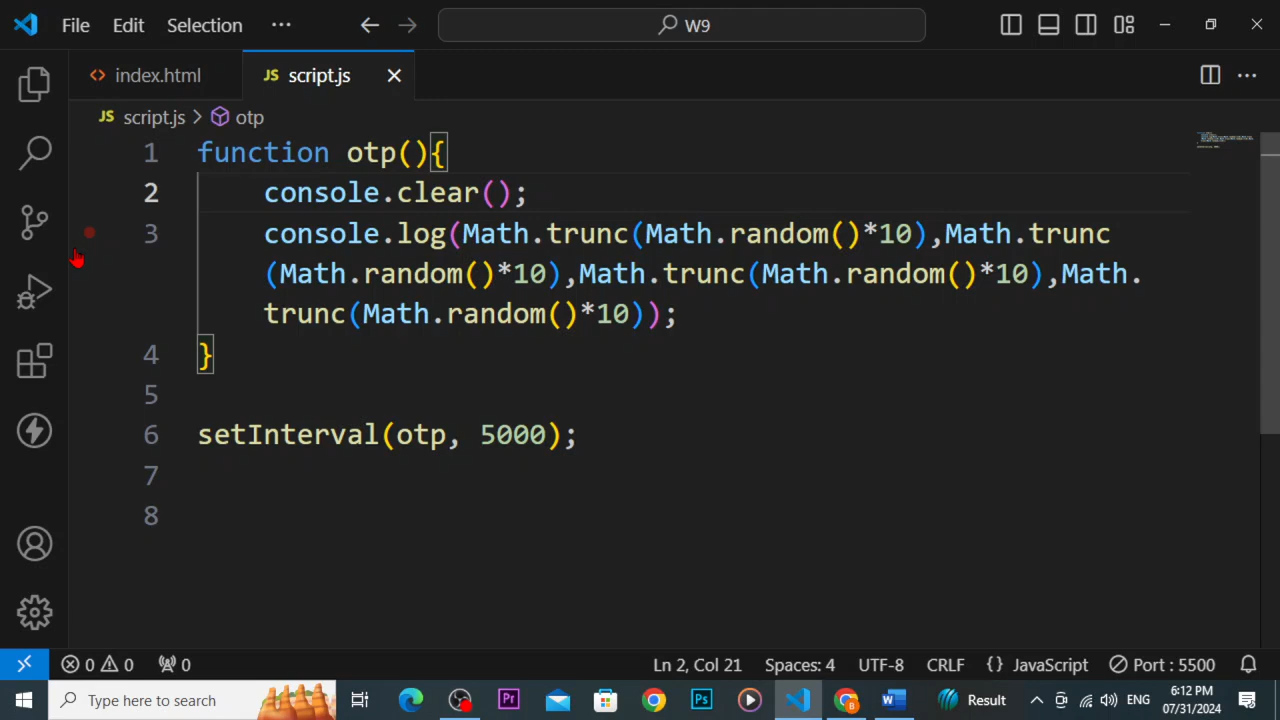 File Edit Selection ··· W9
index.html JS script.js
JS script.js > otp
1 function otp(){
2 console.clear();
3 console.log(Math.trunc(Math.random()*10),Math.trunc
(Math.random()*10),Math.trunc(Math.random()*10),Math.
trunc(Math.random()*10));
4 }
5
6 setInterval(otp, 5000);
7
8
0 0 0 Ln 2, Col 21 Spaces: 4 UTF-8 CRLF {} JavaScript Port : 5500
Type here to search Pr Ps B W Result ENG 6:12 PM
07/31/2024